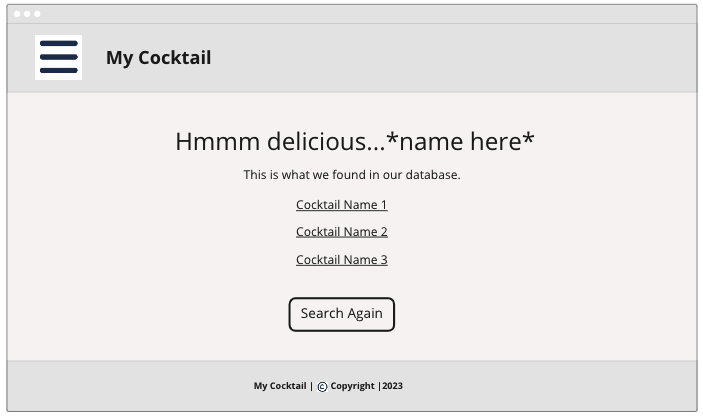 My Cocktail
Hmmm delicious...*name here*
This is what we found in our database.
Cocktail Name 1
Cocktail Name 2
Cocktail Name 3
Search Again
My Cocktail | © Copyright |2023